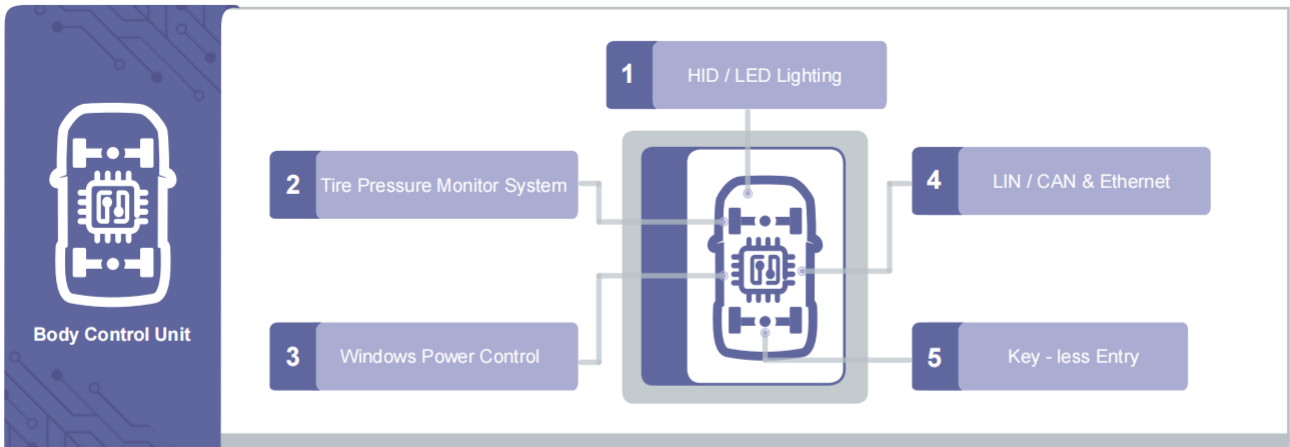 Body Control Unit
1 HID / LED Lighting
2 Tire Pressure Monitor System
3 Windows Power Control
4 LIN / CAN & Ethernet
5 Key - less Entry